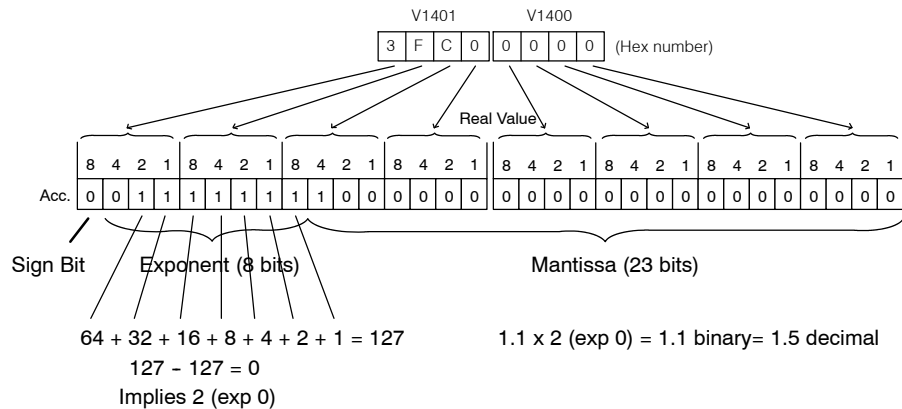 V1401 V1400
3 F C 0 0 0 0 0 (Hex number)
Real Value
8 4 2 1 8 4 2 1 8 4 2 1 8 4 2 1 8 4 2 1 8 4 2 1 8 4 2 1 8 4 2 1
Acc. 0 0 1 1 1 1 1 1 1 1 0 0 0 0 0 0 0 0 0 0 0 0 0 0 0 0 0 0 0 0 0 0
Sign Bit Exponent (8 bits) Mantissa (23 bits)
64 + 32 + 16 + 8 + 4 + 2 + 1 = 127 1.1 x 2 (exp 0) = 1.1 binary= 1.5 decimal
127 - 127 = 0
Implies 2 (exp 0)